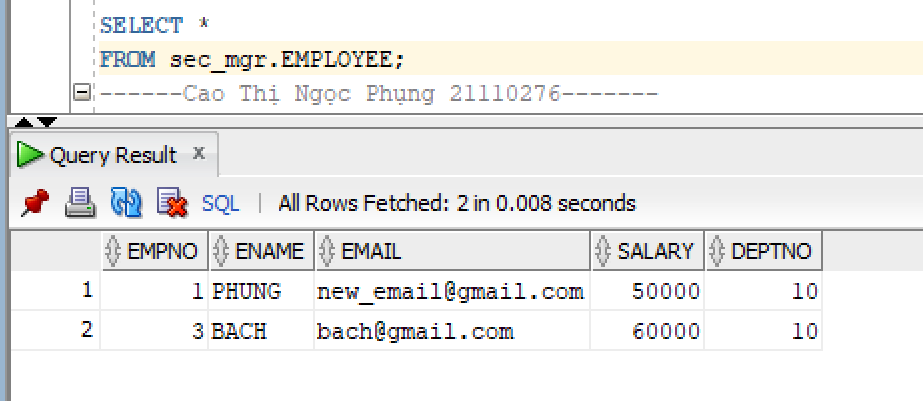 SELECT *
FROM sec_mgr.EMPLOYEE;
------Cao Thị Ngọc Phụng 21110276-------
Query Result x
SQL | All Rows Fetched: 2 in 0.008 seconds
EMPNO ENAME EMAIL SALARY DEPTNO
1 1 PHUNG new_email@gmail.com 50000 10
2 3 BACH bach@gmail.com 60000 10